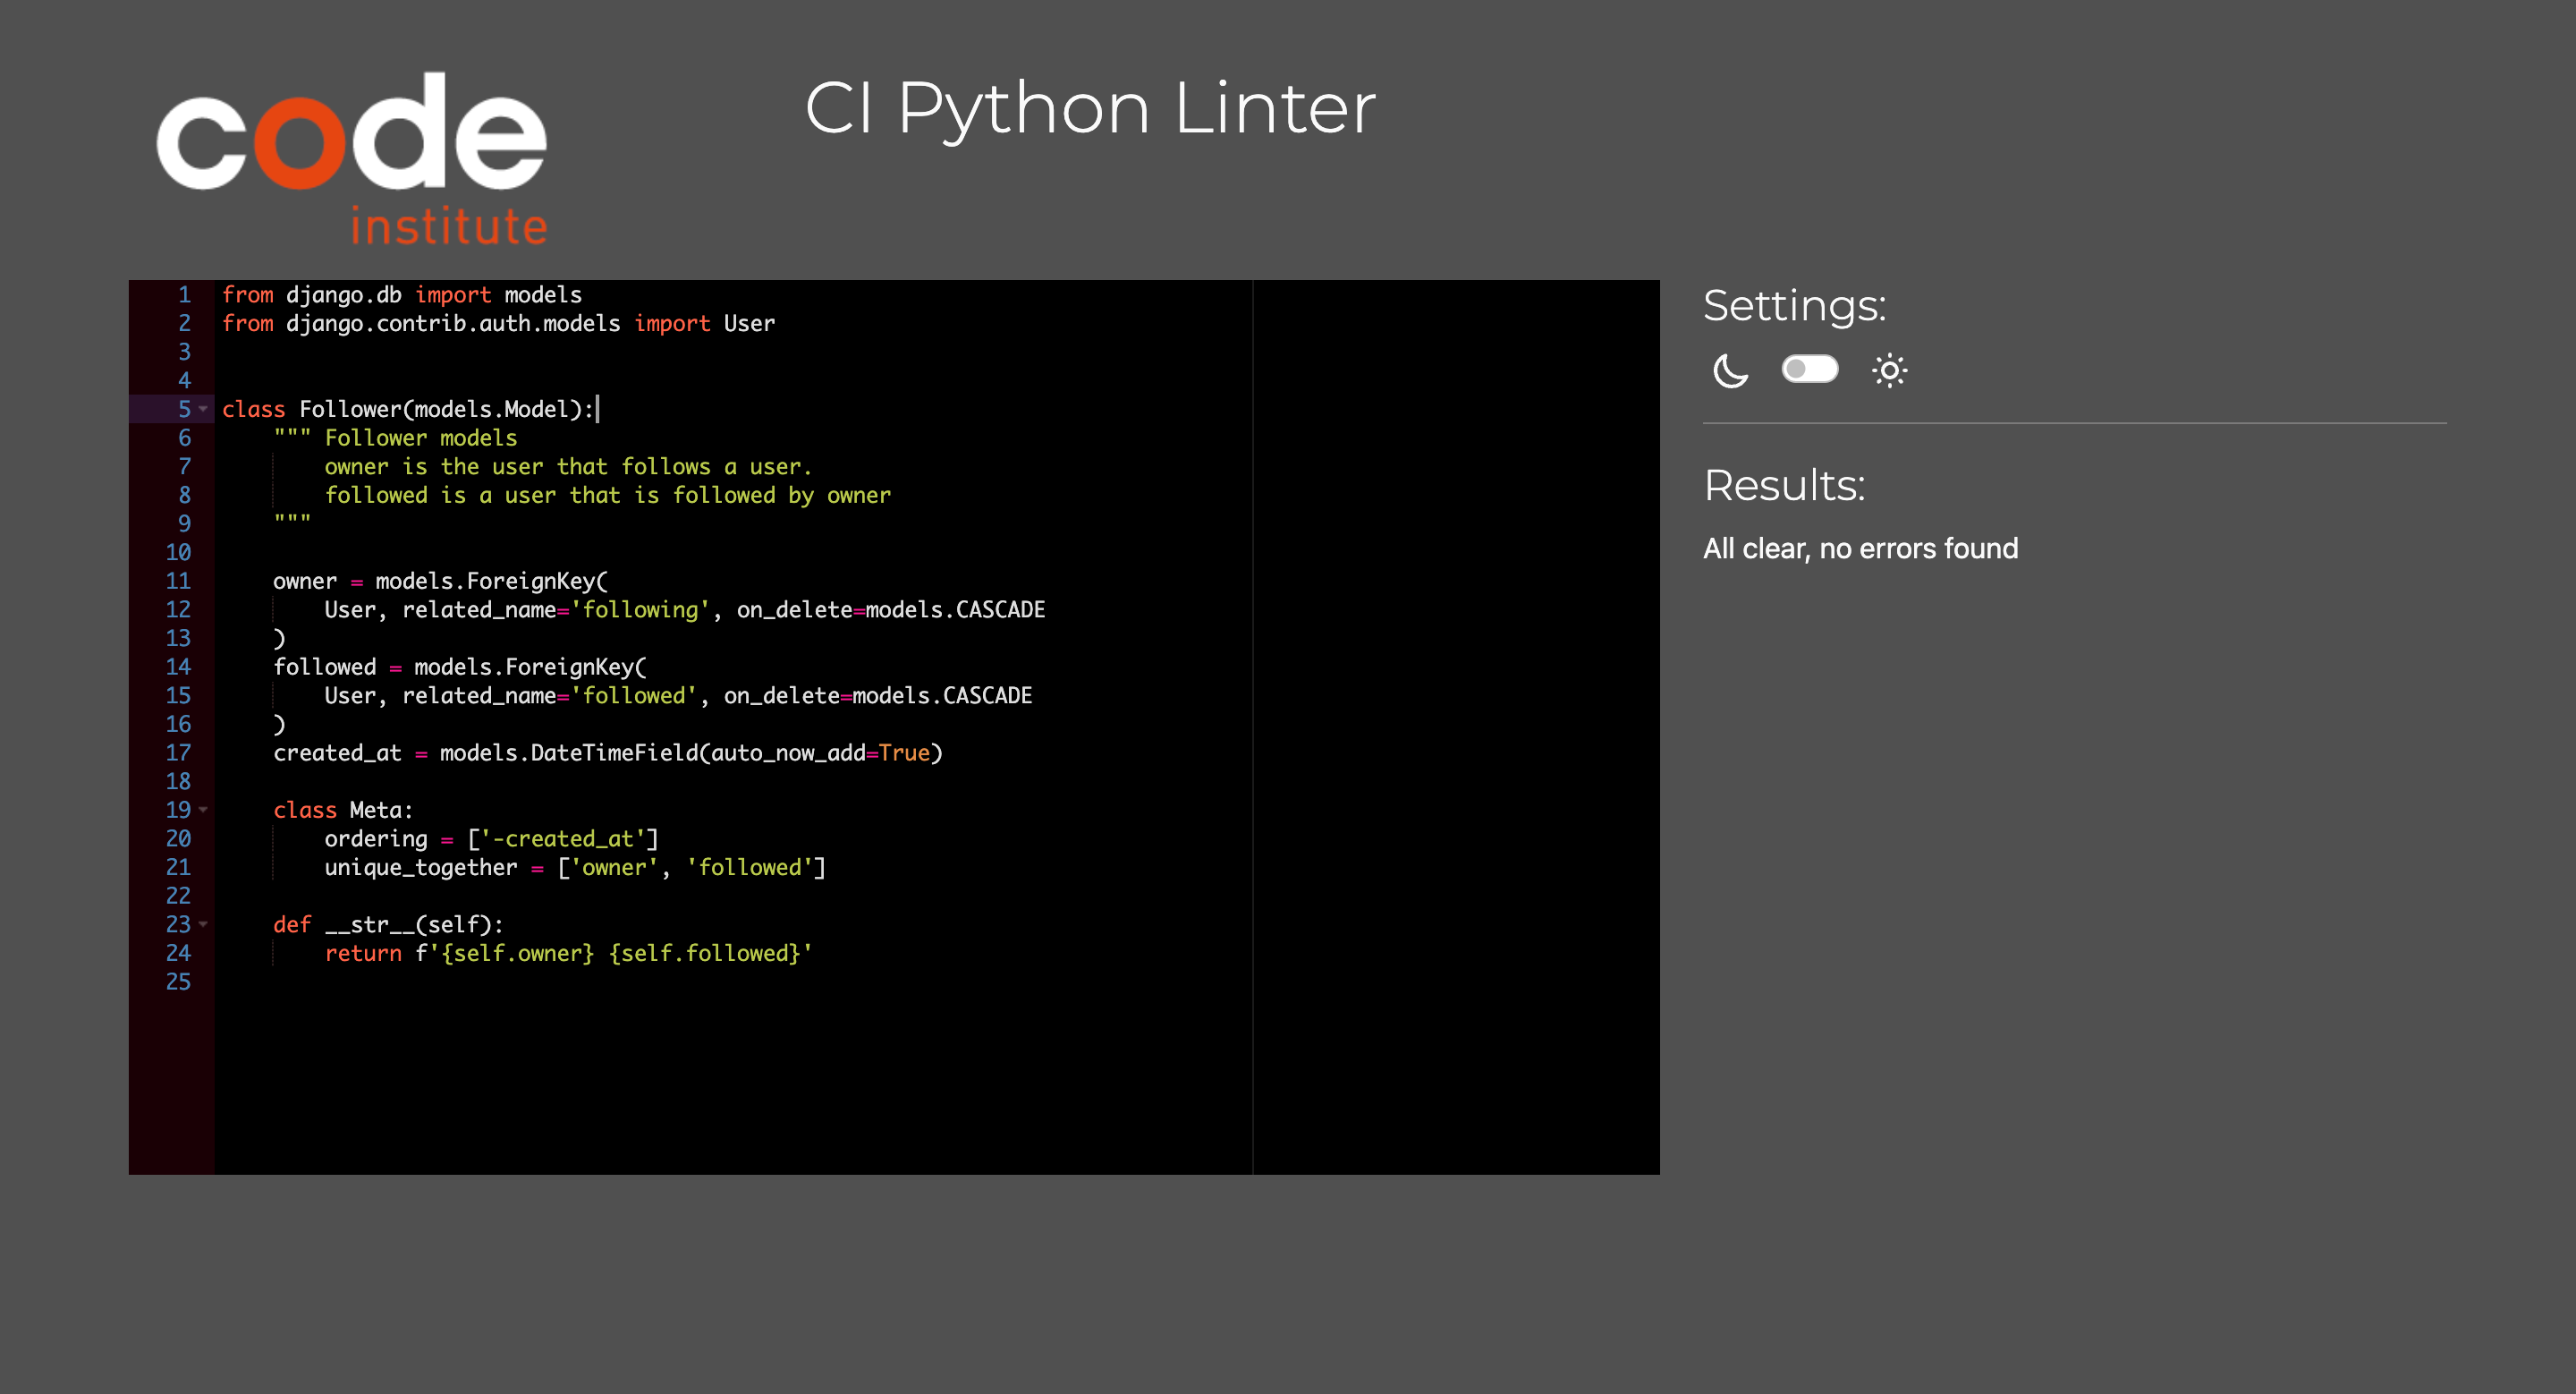 code
institute
CI Python Linter
1 from django.db import models
2 from django.contrib.auth.models import User
3
4
5 class Follower(models.Model):
6     """ Follower models
7         owner is the user that follows a user.
8         followed is a user that is followed by owner
9     """
10
11     owner = models.ForeignKey(
12         User, related_name='following', on_delete=models.CASCADE
13     )
14     followed = models.ForeignKey(
15         User, related_name='followed', on_delete=models.CASCADE
16     )
17     created_at = models.DateTimeField(auto_now_add=True)
18
19     class Meta:
20         ordering = ['-created_at']
21         unique_together = ['owner', 'followed']
22
23     def __str__(self):
24         return f'{self.owner} {self.followed}'
25
Settings:
Results:
All clear, no errors found